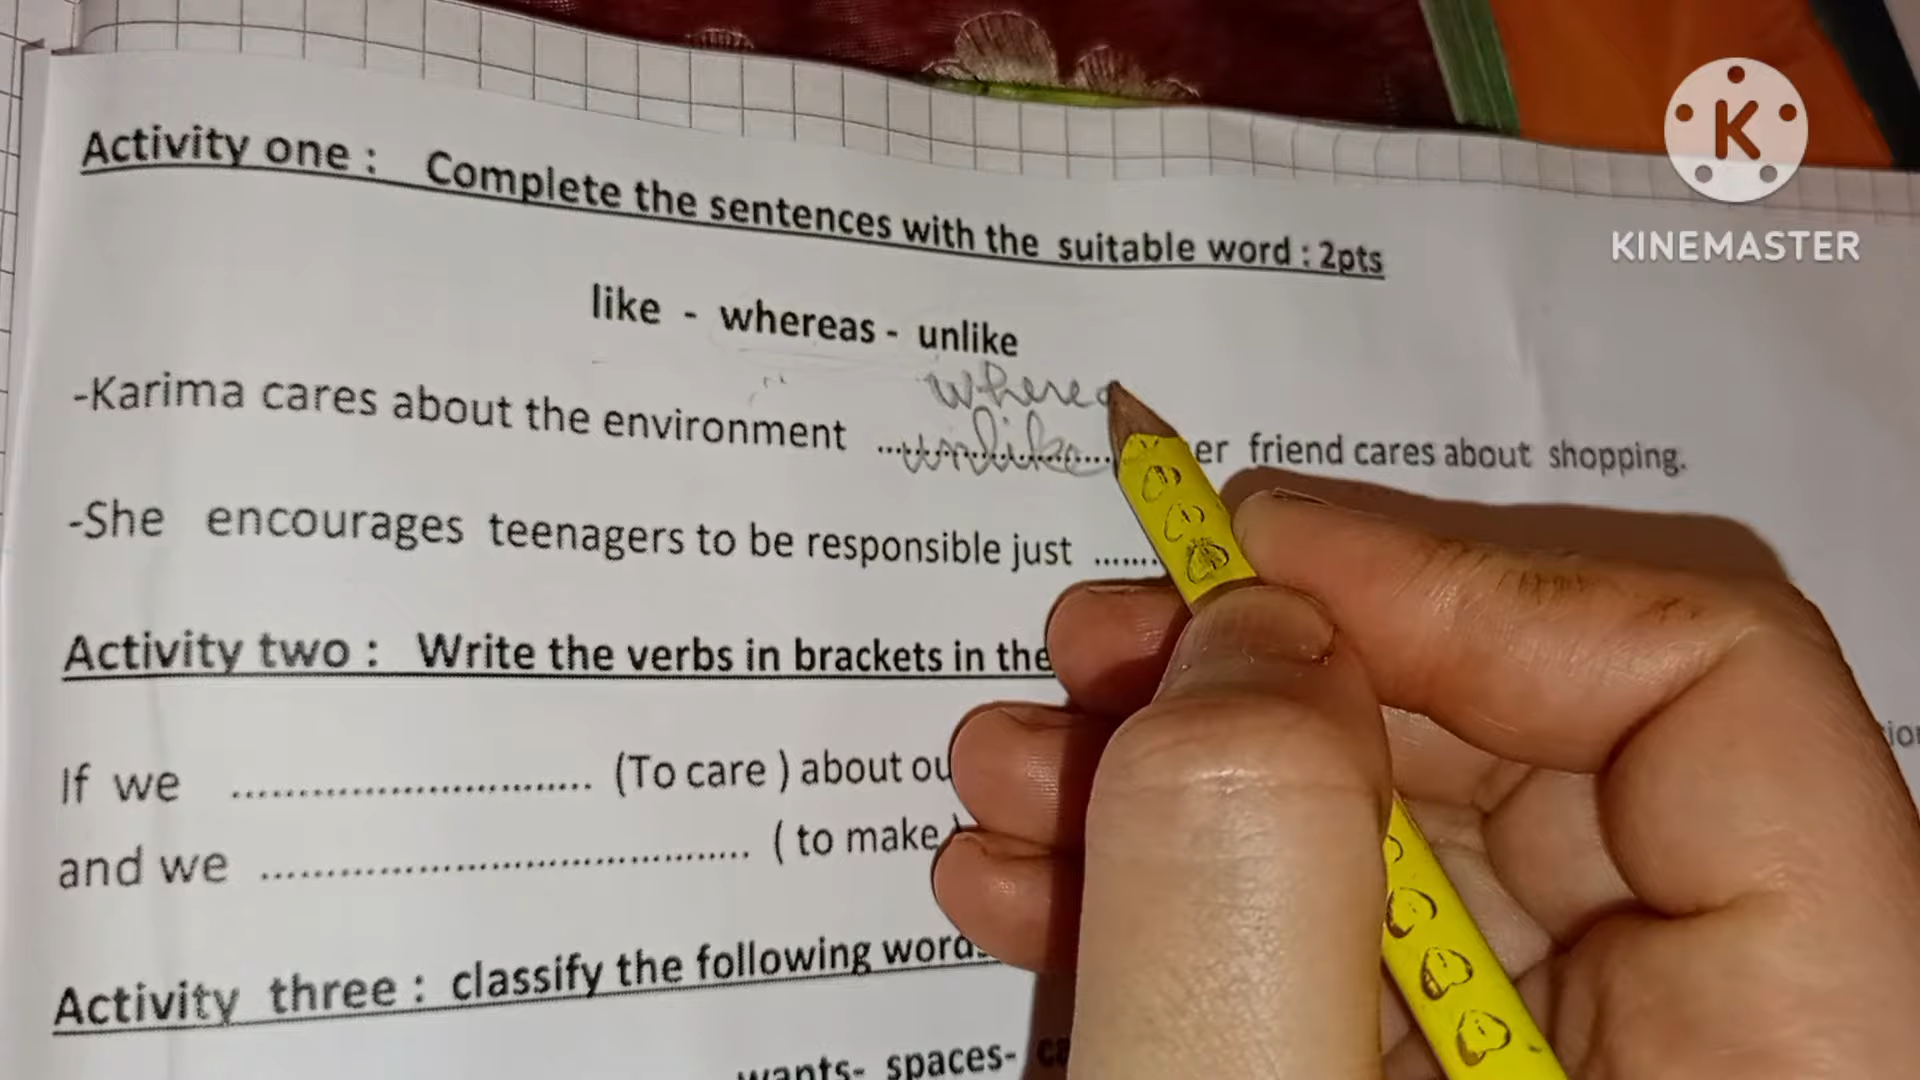 Activity one : Complete the sentences with the suitable word : 2pts
K
KINEMASTER
like - whereas - unlike
wherea
-Karima cares about the environment ........................ er friend cares about shopping.
unlike
-She encourages teenagers to be responsible just .......
Activity two : Write the verbs in brackets in the
If we .............................. (To care ) about ou
and we ........................................ ( to make )
Activity three : classify the following words
wants- spaces-